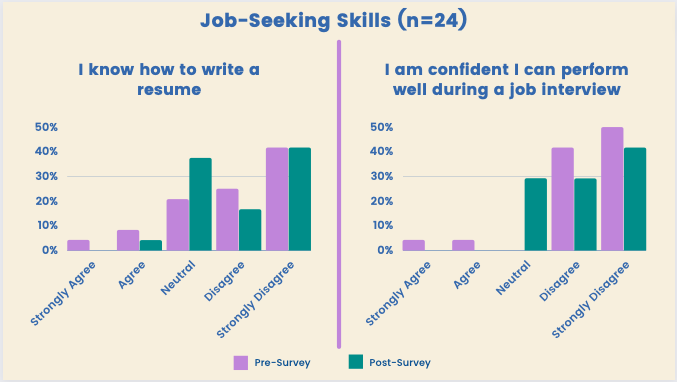 Job-Seeking Skills (n=24)
I know how to write a
resume
50%
40%
30%
20%
10%
0%
Strongly Agree
Agree
Neutral
Disagree
Strongly Disagree
I am confident I can perform
well during a job interview
50%
40%
30%
20%
10%
0%
Strongly Agree
Agree
Neutral
Disagree
Strongly Disagree
Pre-Survey
Post-Survey